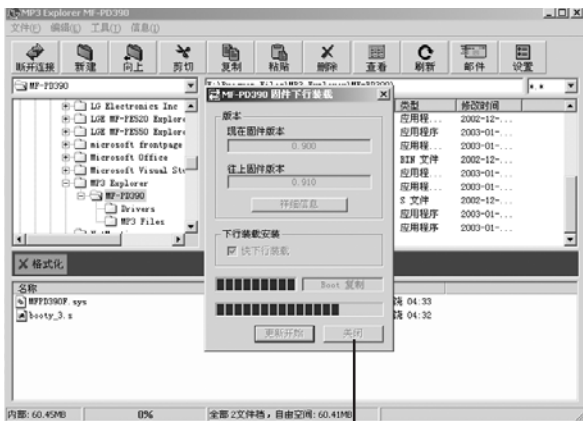 MP3 Explorer MF-PD390
文件(F) 编辑(E) 工具(T) 信息(I)
断开连接 新建 向上 剪切 复制 粘贴 删除 查看 刷新 邮件 设置
MF-PD390
*.*
LG Electronics Inc
LGE MF-PE520 Explore
LGE MF-PE550 Explore
microsoft frontpage
Microsoft Office
Microsoft Visual Stu
MP3 Explorer
MF-PD390
Drivers
MP3 Files
类型 修改时间
应用程... 2002-12-...
应用程序 2003-01-...
应用程... 2003-01-...
BIN 文件 2002-12-...
应用程... 2003-01-...
应用程... 2003-01-...
S 文件 2002-12-...
应用程序 2003-01-...
应用程序 2003-01-...
MF-PD390 固件下行装载
版本
现在固件版本
0.900
往上固件版本
0.910
详细信息
下行装载安装
快下行装载
Boot 复制
更新开始 关闭
格式化
名称
MFPD390F.sys
04:33
booty_3.s
04:32
内部: 60.45MB 0% 全部 2文件档，自由空间: 60.41MB